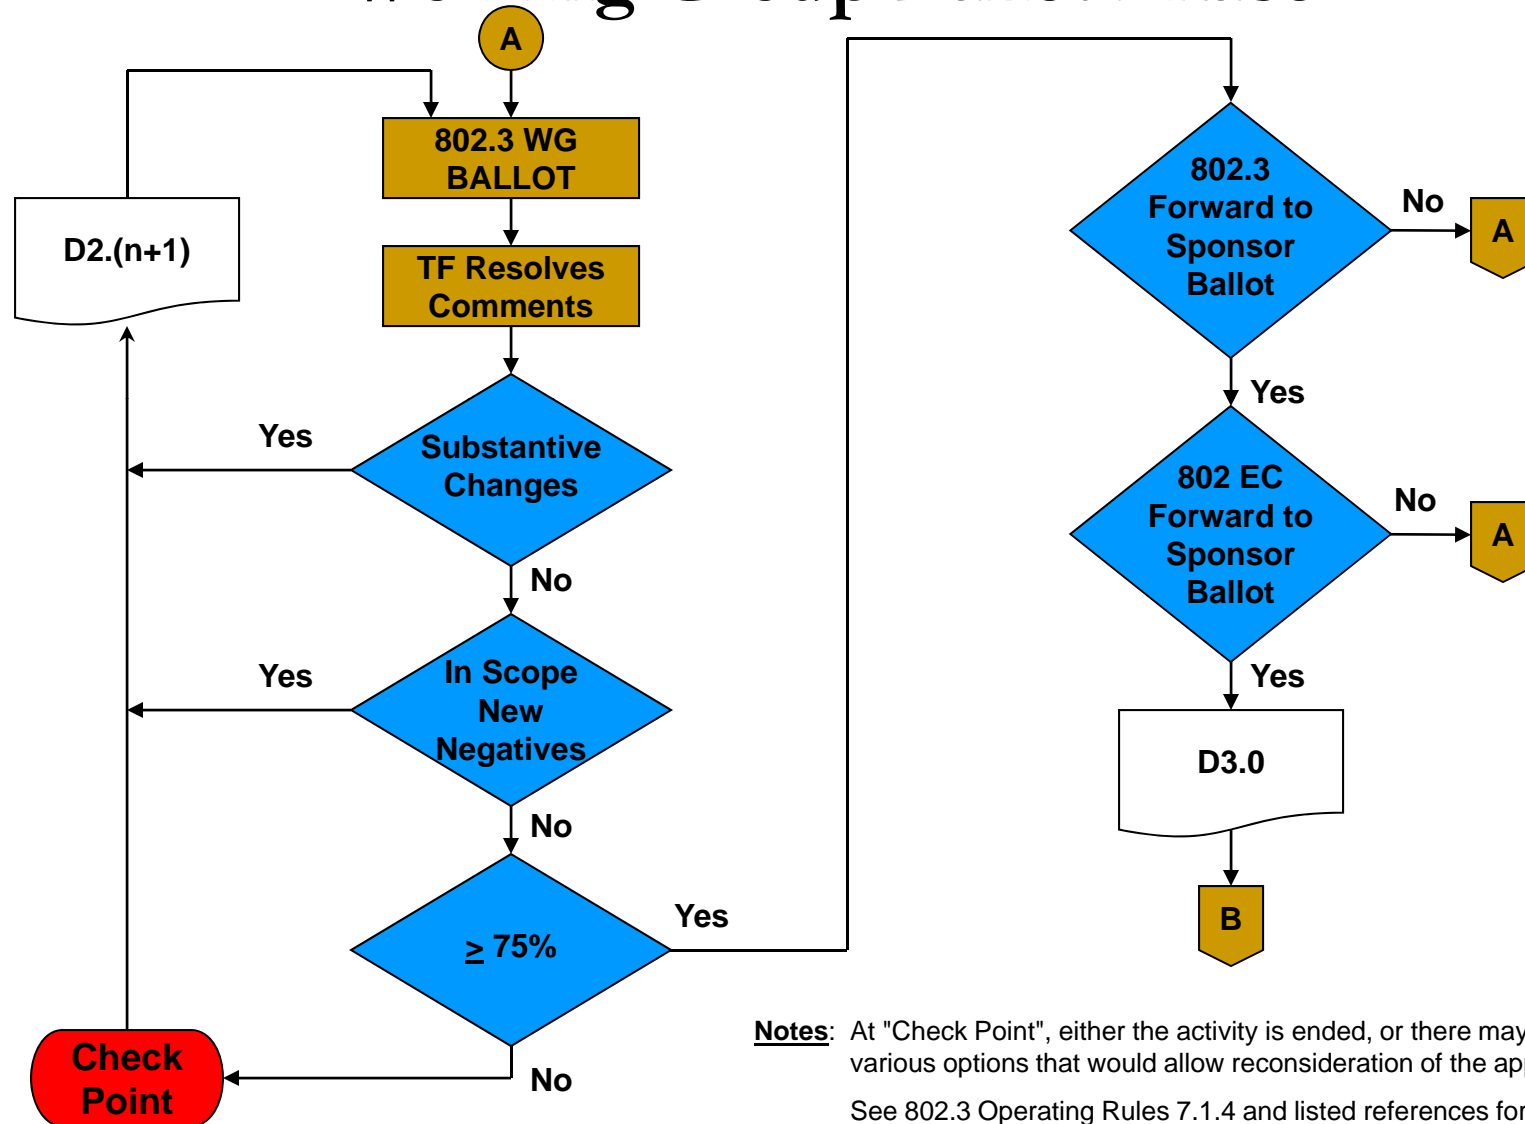 A
802.3 WG
BALLOT
D2.(n+1)
TF Resolves
Comments
Yes
Substantive
Changes
No
Yes
In Scope
New
Negatives
No
≥ 75%
Yes
No
Check
Point
802.3
Forward to
Sponsor
Ballot
No
A
Yes
802 EC
Forward to
Sponsor
Ballot
No
A
Yes
D3.0
B
Notes: At "Check Point", either the activity is ended, or there may
various options that would allow reconsideration of the
See 802.3 Operating Rules 7.1.4 and listed references for